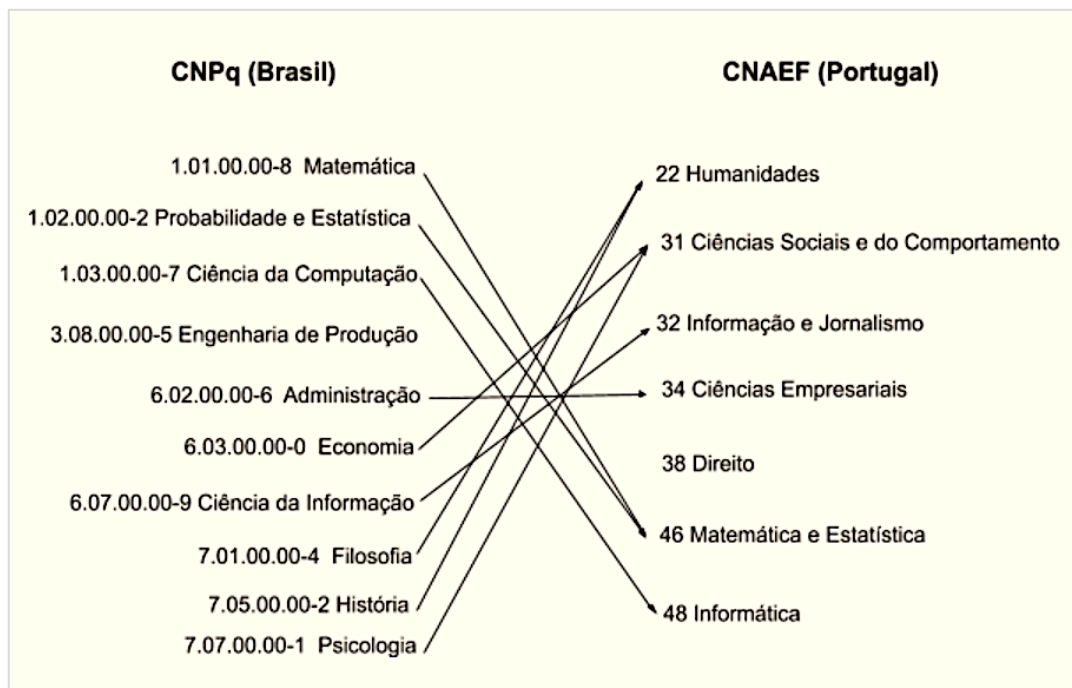 CNPq (Brasil)
1.01.00.00-8 Matemática
1.02.00.00-2 Probabilidade e Estatística
1.03.00.00-7 Ciência da Computação
3.08.00.00-5 Engenharia de Produção
6.02.00.00-6 Administração
6.03.00.00-0 Economia
6.07.00.00-9 Ciência da Informação
7.01.00.00-4 Filosofia
7.05.00.00-2 História
7.07.00.00-1 Psicologia
CNAEF (Portugal)
22 Humanidades
31 Ciências Sociais e do Comportamento
32 Informação e Jornalismo
34 Ciências Empresariais
38 Direito
46 Matemática e Estatística
48 Informática